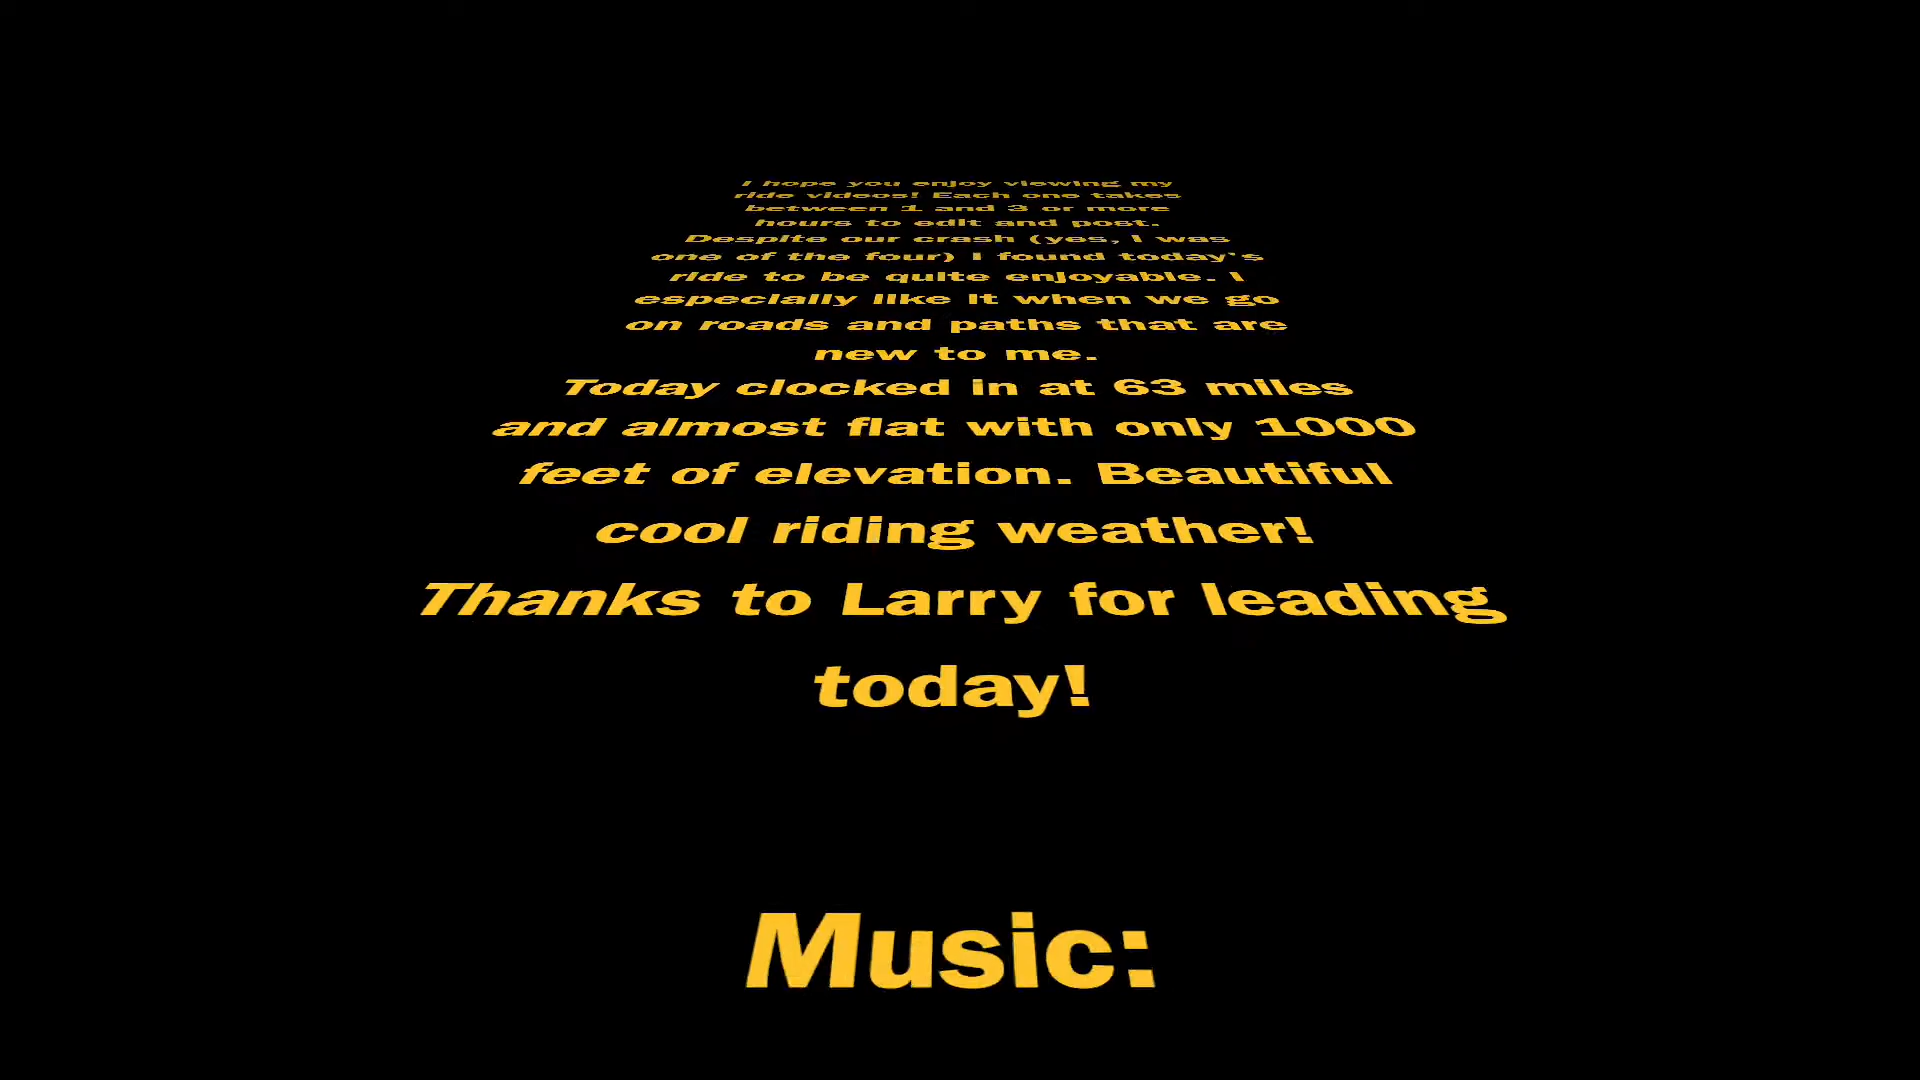 I hope you enjoy viewing my
ride videos! Each one takes
between 1 and 3 or more
hours to edit and post.
Despite our crash (yes, I was
one of the four) I found today's
ride to be quite enjoyable. I
especially like it when we go
on roads and paths that are
new to me.
Today clocked in at 63 miles
and almost flat with only 1000
feet of elevation. Beautiful
cool riding weather!
Thanks to Larry for leading
today!
Music: